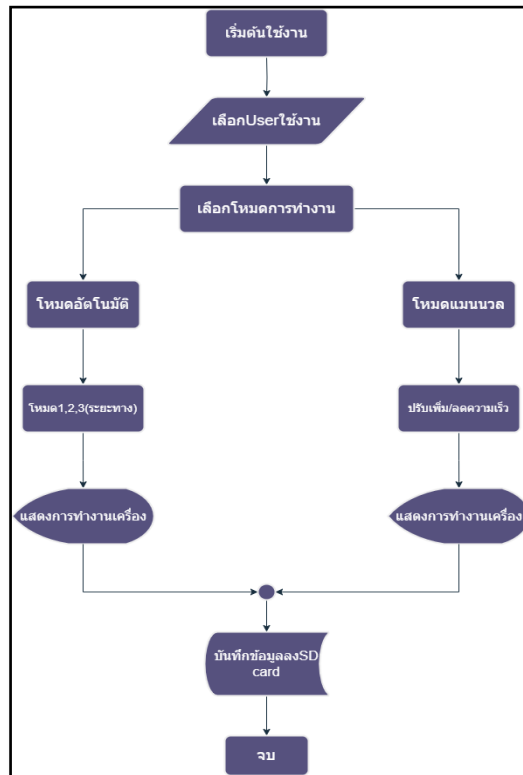 เริ่มต้นใช้งาน
เลือกUserใช้งาน
เลือกโหมดการทำงาน
โหมดอัตโนมัติ
โหมดแมนนวล
โหมด1,2,3(ระยะทาง)
ปรับเพิ่ม/ลดความเร็ว
แสดงการทำงานเครื่อง
แสดงการทำงานเครื่อง
บันทึกข้อมูลลงSD
card
จบ